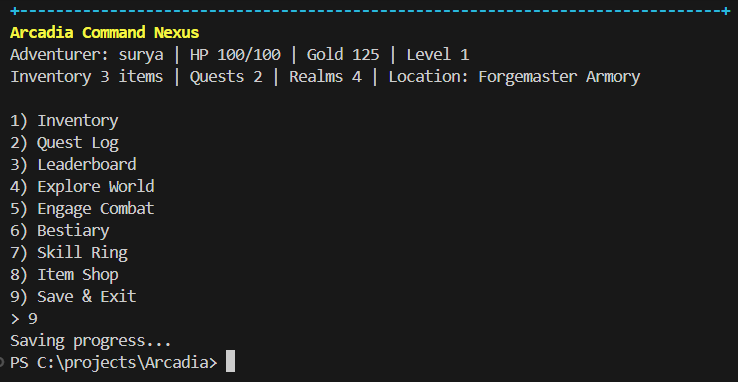 +------------------------------------------------------------------------------+
Arcadia Command Nexus
Adventurer: surya | HP 100/100 | Gold 125 | Level 1
Inventory 3 items | Quests 2 | Realms 4 | Location: Forgemaster Armory
1) Inventory
2) Quest Log
3) Leaderboard
4) Explore World
5) Engage Combat
6) Bestiary
7) Skill Ring
8) Item Shop
9) Save & Exit
> 9
Saving progress...
PS C:\projects\Arcadia>